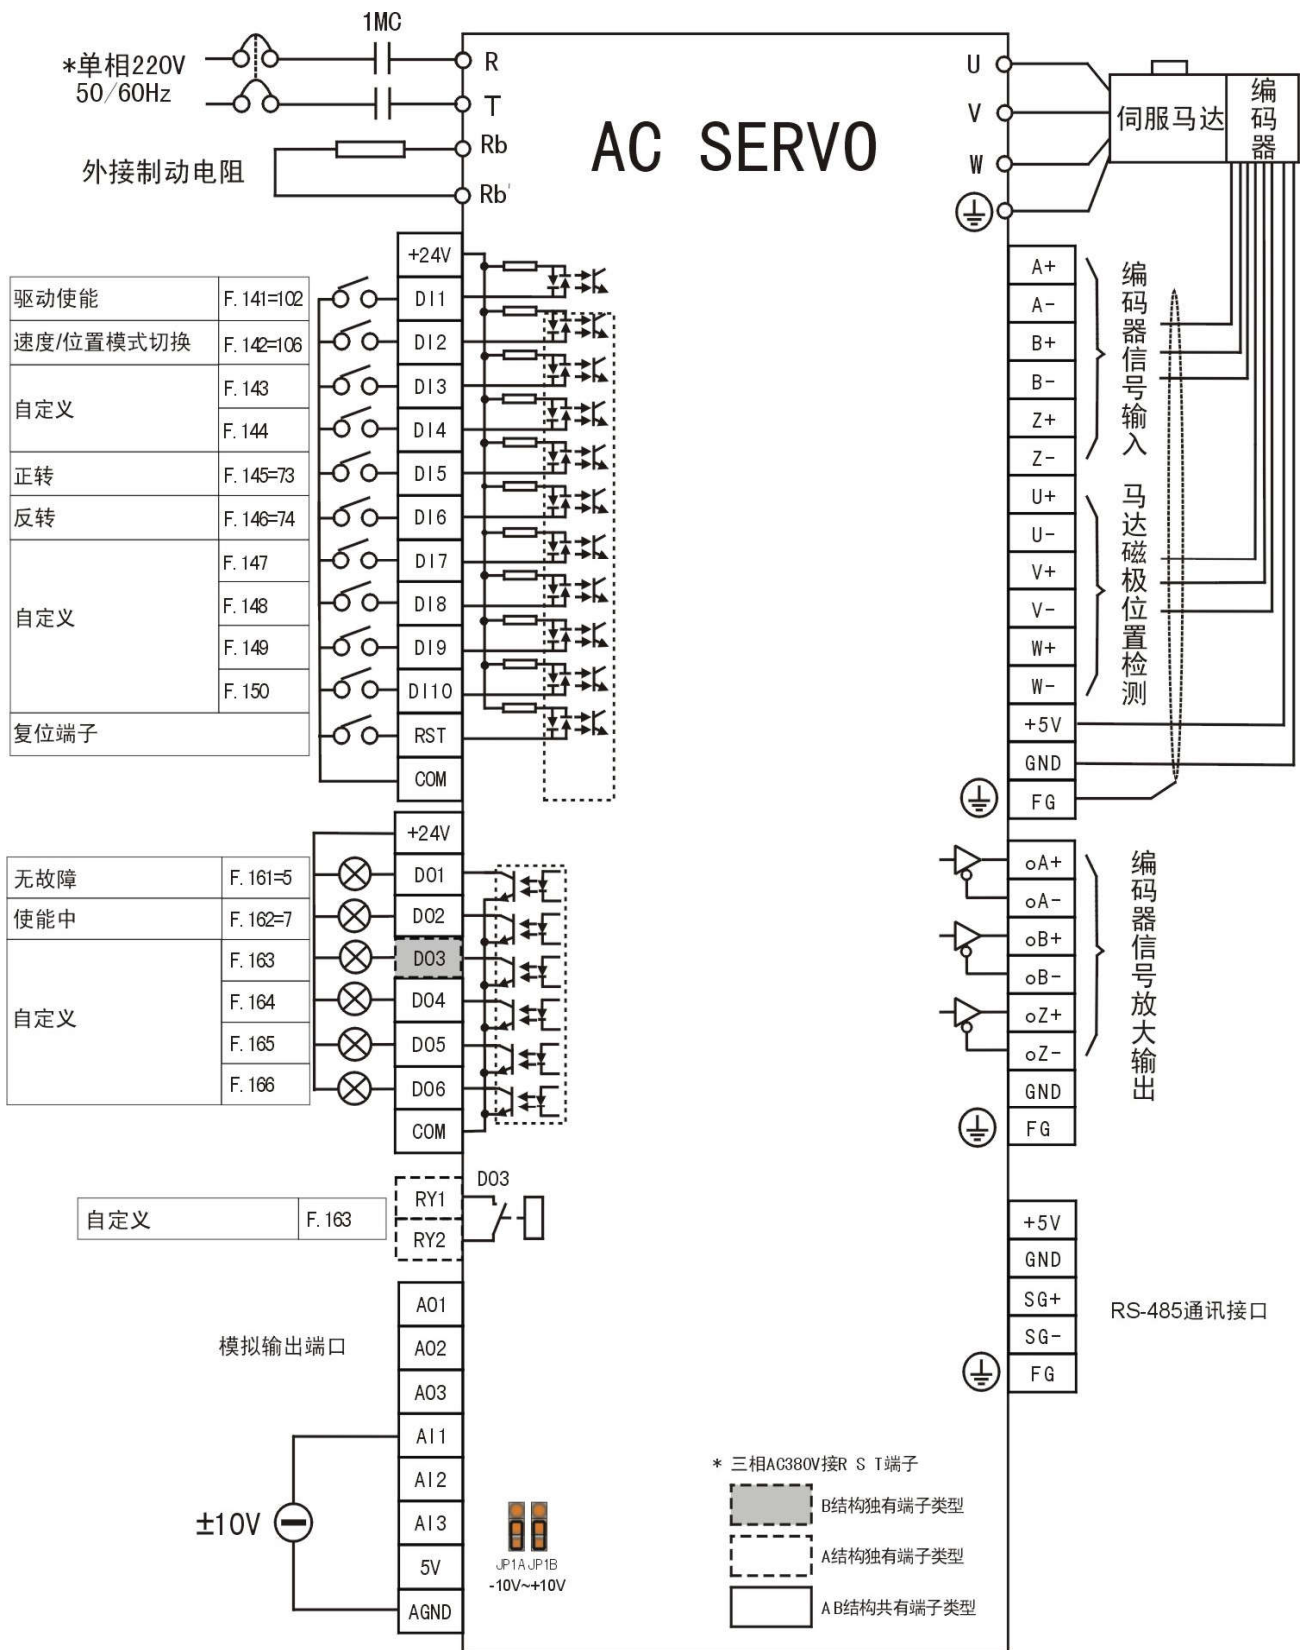 1MC
*单相220V
50/60Hz
R
T
Rb
Rb'
外接制动电阻
AC SERVO
U
V
W
伺服马达
编码器
+24V
驱动使能 F.141=102 DI1
速度/位置模式切换 F.142=106 DI2
自定义
F.143 DI3
F.144 DI4
正转 F.145=73 DI5
反转 F.146=74 DI6
自定义
F.147 DI7
F.148 DI8
F.149 DI9
F.150 DI10
复位端子 RST
COM
A+
A-
B+
B-
Z+
Z-
编码器信号输入
U+
U-
V+
V-
W+
W-
马达磁极位置检测
+5V
GND
FG
+24V
无故障 F.161=5 DO1
使能中 F.162=7 DO2
自定义
F.163 DO3
F.164 DO4
F.165 DO5
F.166 DO6
COM
oA+
oA-
oB+
oB-
oZ+
oZ-
编码器信号放大输出
GND
FG
DO3
自定义 F.163
RY1
RY2
+5V
GND
SG+
SG-
FG
RS-485通讯接口
模拟输出端口
AO1
AO2
AO3
AI1
AI2
AI3
5V
AGND
±10V
JP1A JP1B
-10V~+10V
* 三相AC380V接R S T端子
B结构独有端子类型
A结构独有端子类型
AB结构共有端子类型